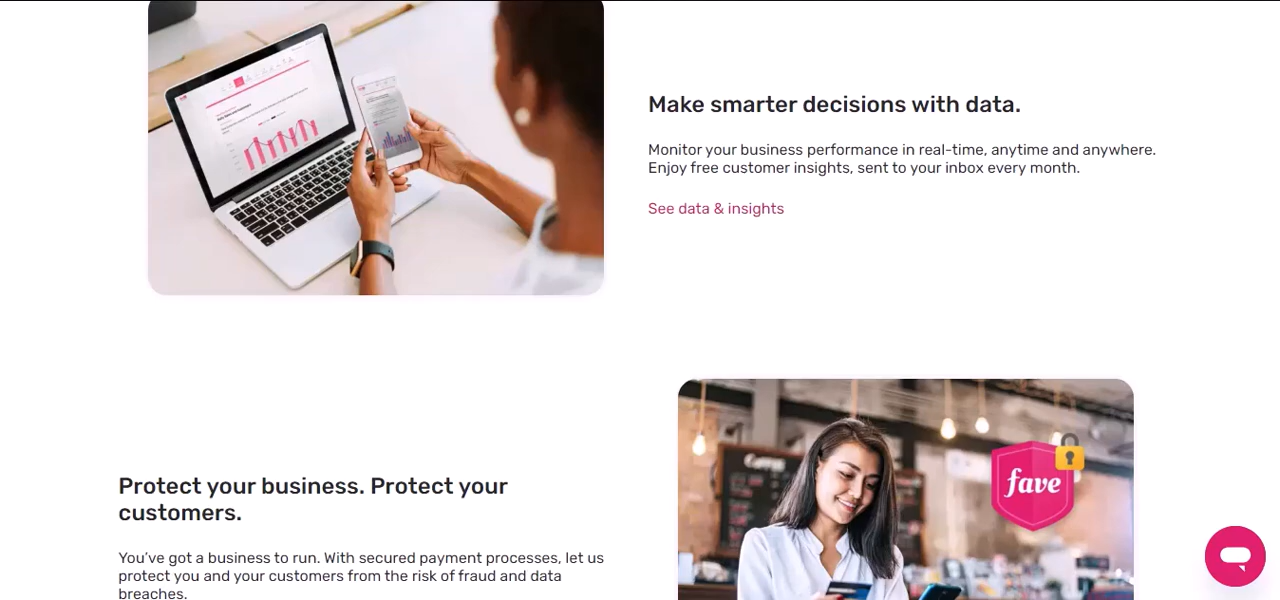 Make smarter decisions with data.
Monitor your business performance in real-time, anytime and anywhere.
Enjoy free customer insights, sent to your inbox every month.
See data & insights
Protect your business. Protect your
customers.
You’ve got a business to run. With secured payment processes, let us
protect you and your customers from the risk of fraud and data
breaches.
fave